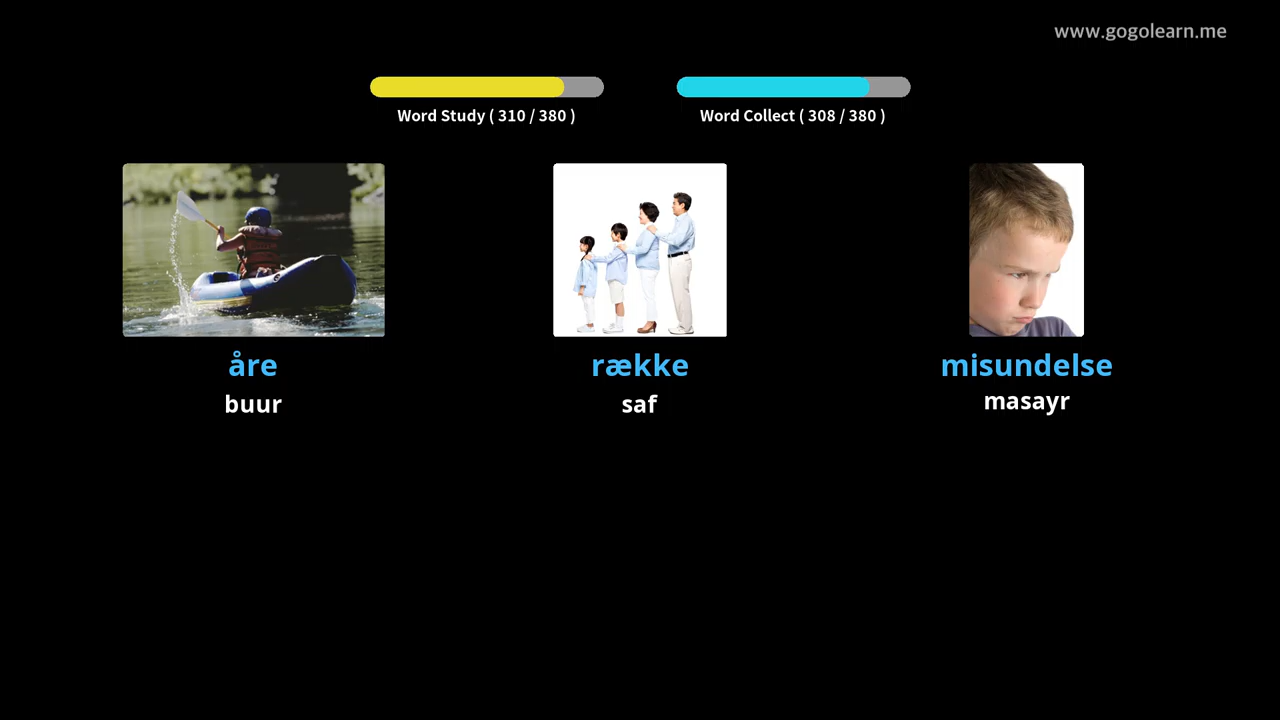 www.gogolearn.me
Word Study ( 310 / 380 )
Word Collect ( 308 / 380 )
åre
række
misundelse
buur
saf
masayr